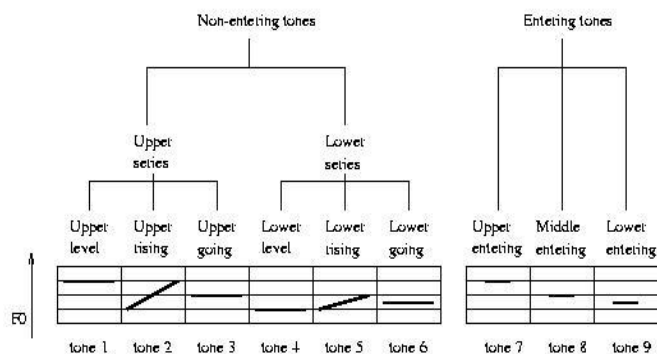 Non-entering tones
Entering tones
Upper
series
Lower
series
Upper
level
Upper
rising
Upper
going
Lower
level
Lower
rising
Lower
going
Upper
entering
Middle
entering
Lower
entering
F0
tone 1
tone 2
tone 3
tone 4
tone 5
tone 6
tone 7
tone 8
tone 9